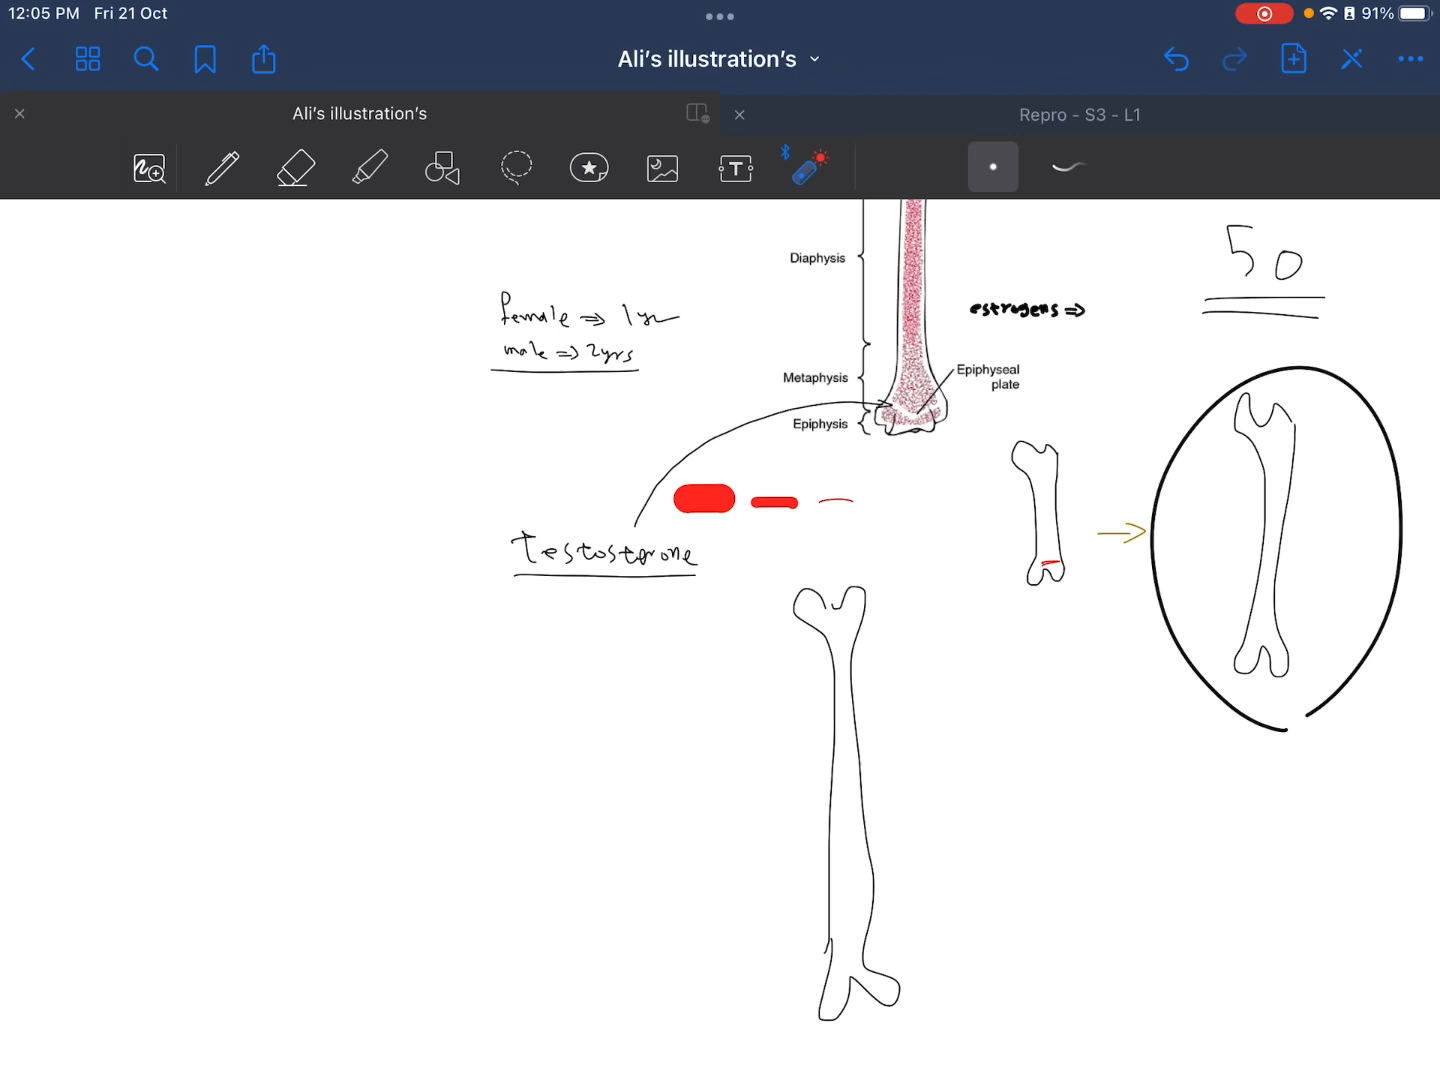 12:05 PM Fri 21 Oct
91%
Ali's illustration's
Ali's illustration's
Repro - S3 - L1
T
Diaphysis
50
female ⇒ 1yr
male ⇒ 2yrs
estrogens ⇒
Metaphysis
Epiphyseal
plate
Epiphysis
Testosterone